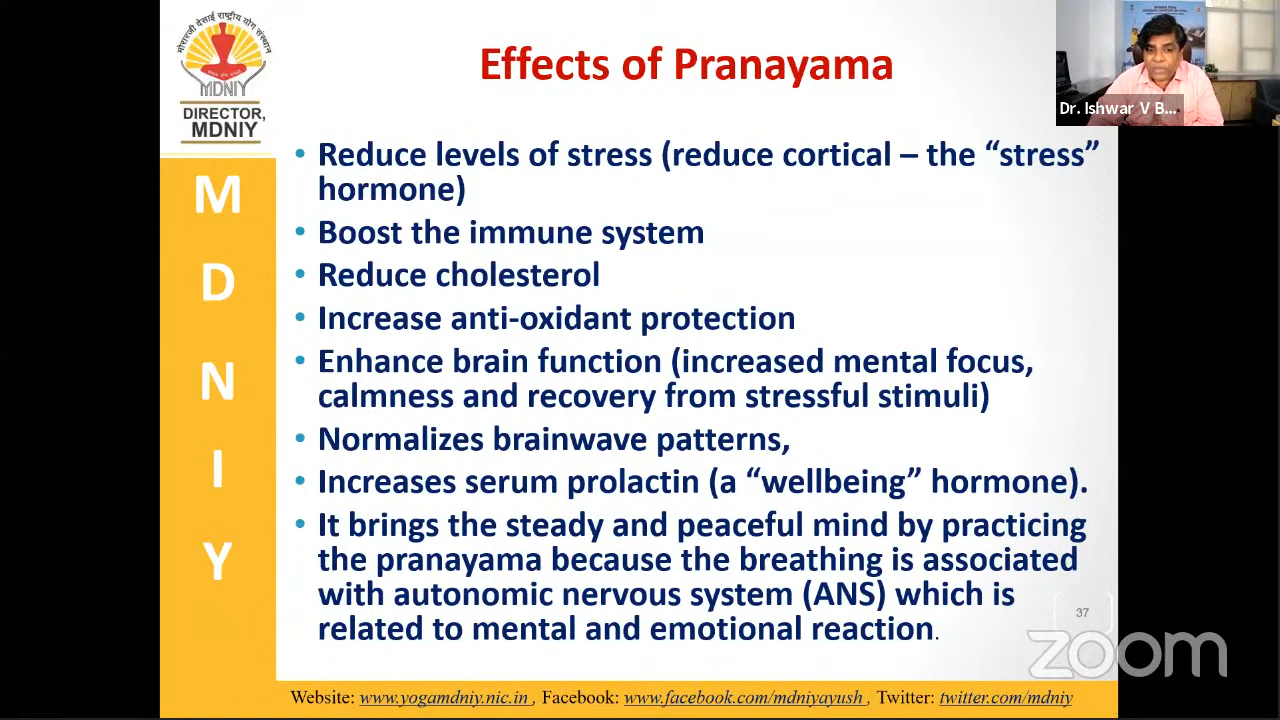 मोरारजी देसाई राष्ट्रीय योग संस्थान
MDNIY
DIRECTOR,
MDNIY
M
D
N
I
Y
Effects of Pranayama
• Reduce levels of stress (reduce cortical – the “stress”
hormone)
• Boost the immune system
• Reduce cholesterol
• Increase anti-oxidant protection
• Enhance brain function (increased mental focus,
calmness and recovery from stressful stimuli)
• Normalizes brainwave patterns,
• Increases serum prolactin (a “wellbeing” hormone).
• It brings the steady and peaceful mind by practicing
the pranayama because the breathing is associated
with autonomic nervous system (ANS) which is
related to mental and emotional reaction.
37
Dr. Ishwar V B...
zoom
Website: www.yogamdniy.nic.in , Facebook: www.facebook.com/mdniyayush , Twitter: twitter.com/mdniy